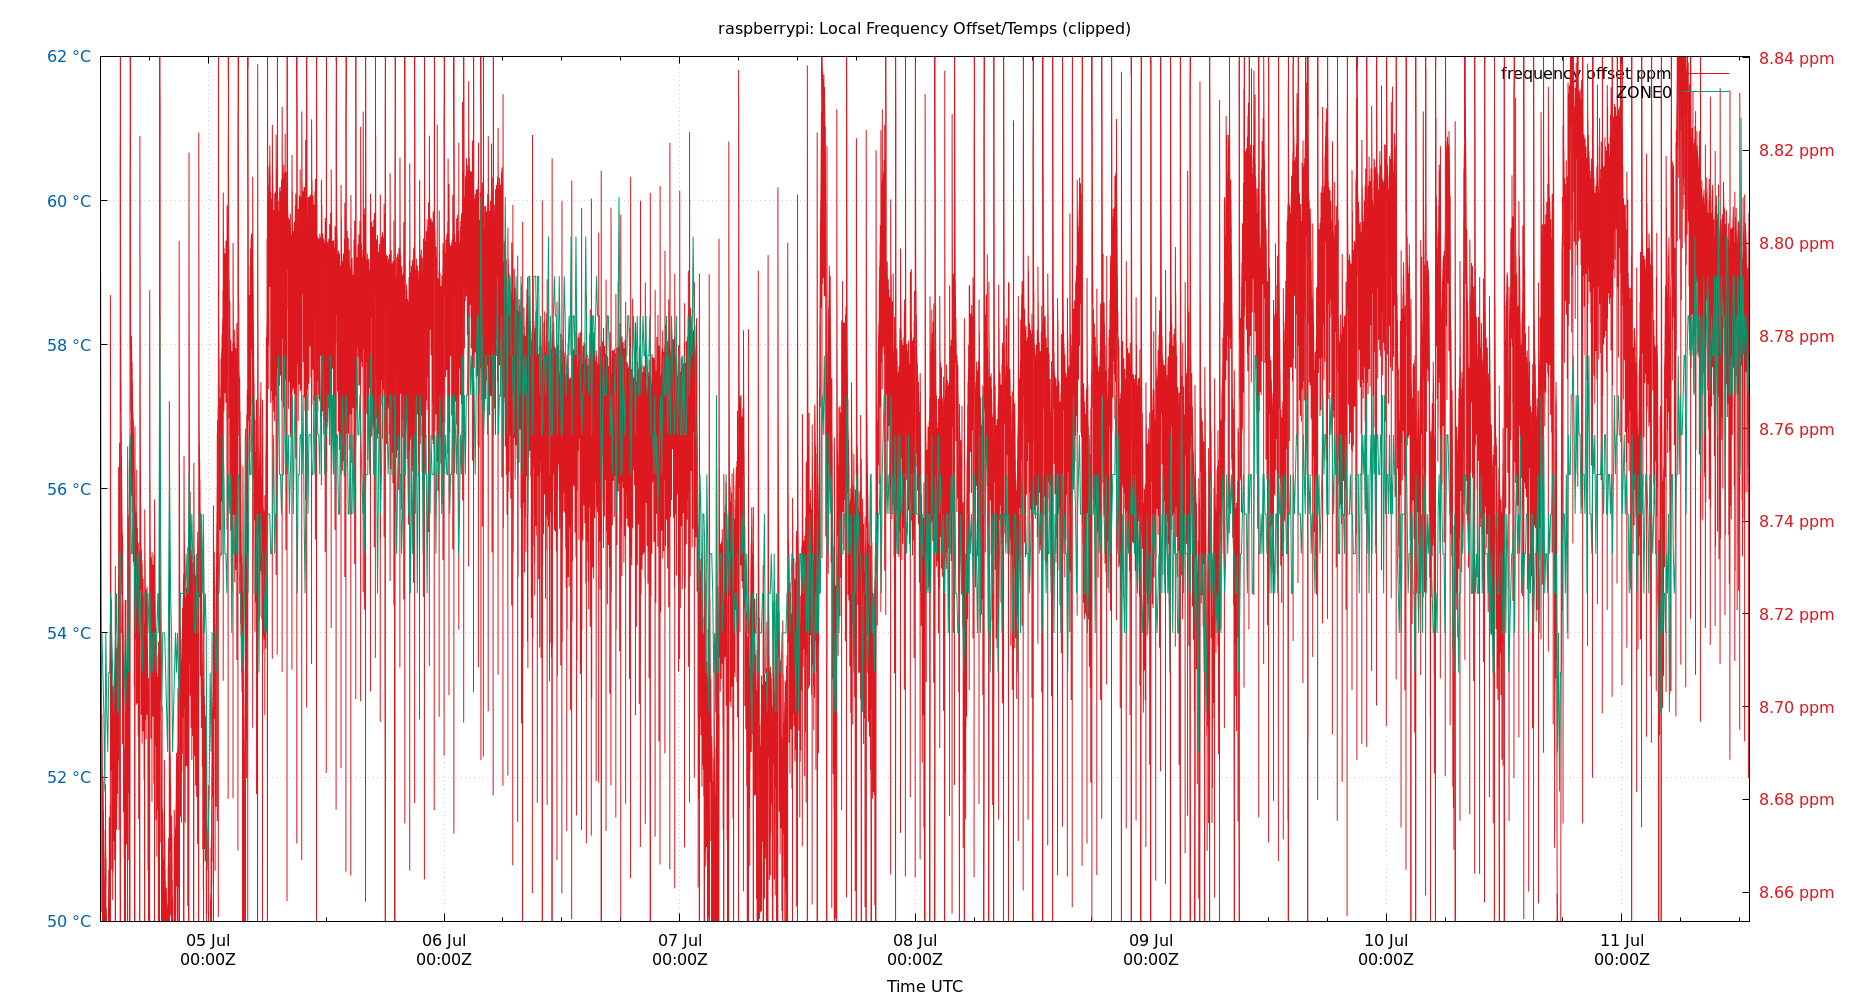 raspberrypi: Local Frequency Offset/Temps (clipped)
62 °C
60 °C
58 °C
56 °C
54 °C
52 °C
50 °C
8.84 ppm
8.82 ppm
8.80 ppm
8.78 ppm
8.76 ppm
8.74 ppm
8.72 ppm
8.70 ppm
8.68 ppm
8.66 ppm
frequency offset ppm
ZONE0
05 Jul 06 Jul 07 Jul 08 Jul 09 Jul 10 Jul 11 Jul
00:00Z 00:00Z 00:00Z 00:00Z 00:00Z 00:00Z 00:00Z
Time UTC